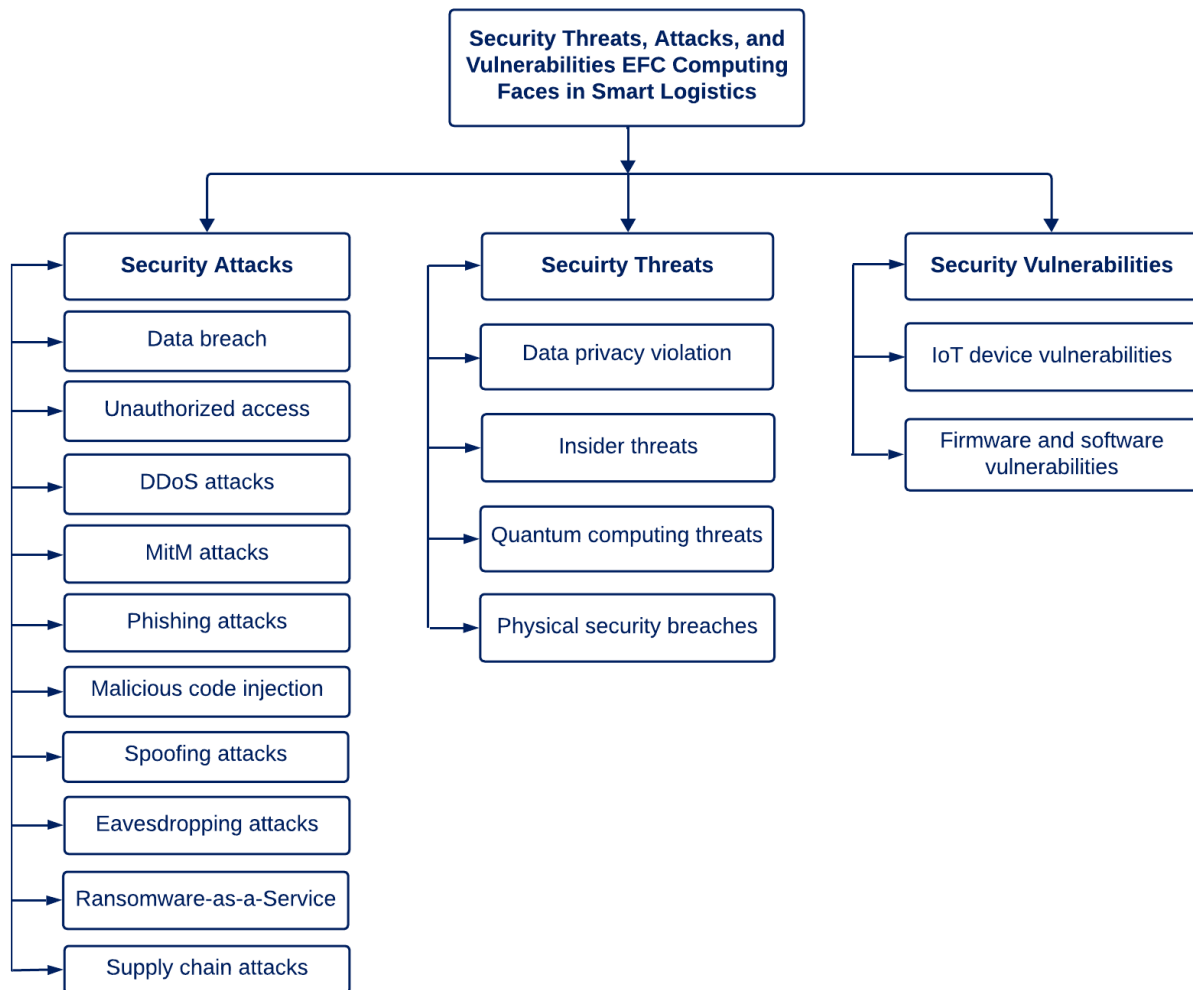 Security Threats, Attacks, and
Vulnerabilities EFC Computing
Faces in Smart Logistics
Security Attacks
Data breach
Unauthorized access
DDoS attacks
MitM attacks
Phishing attacks
Malicious code injection
Spoofing attacks
Eavesdropping attacks
Ransomware-as-a-Service
Supply chain attacks
Secuirty Threats
Data privacy violation
Insider threats
Quantum computing threats
Physical security breaches
Security Vulnerabilities
IoT device vulnerabilities
Firmware and software
vulnerabilities